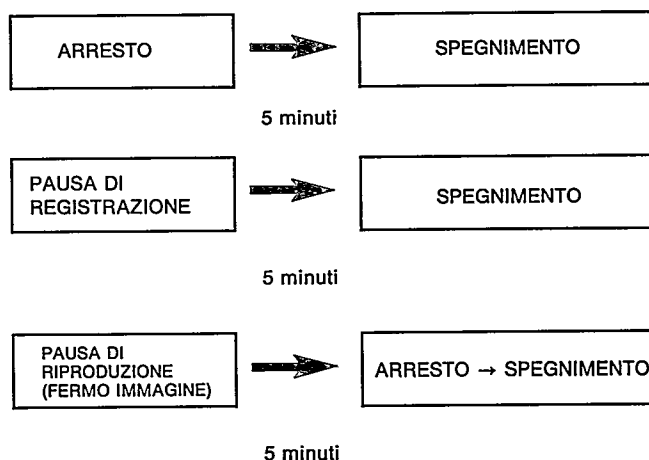 ARRESTO
SPEGNIMENTO
5 minuti
PAUSA DI
REGISTRAZIONE
SPEGNIMENTO
5 minuti
PAUSA DI
RIPRODUZIONE
(FERMO IMMAGINE)
ARRESTO → SPEGNIMENTO
5 minuti